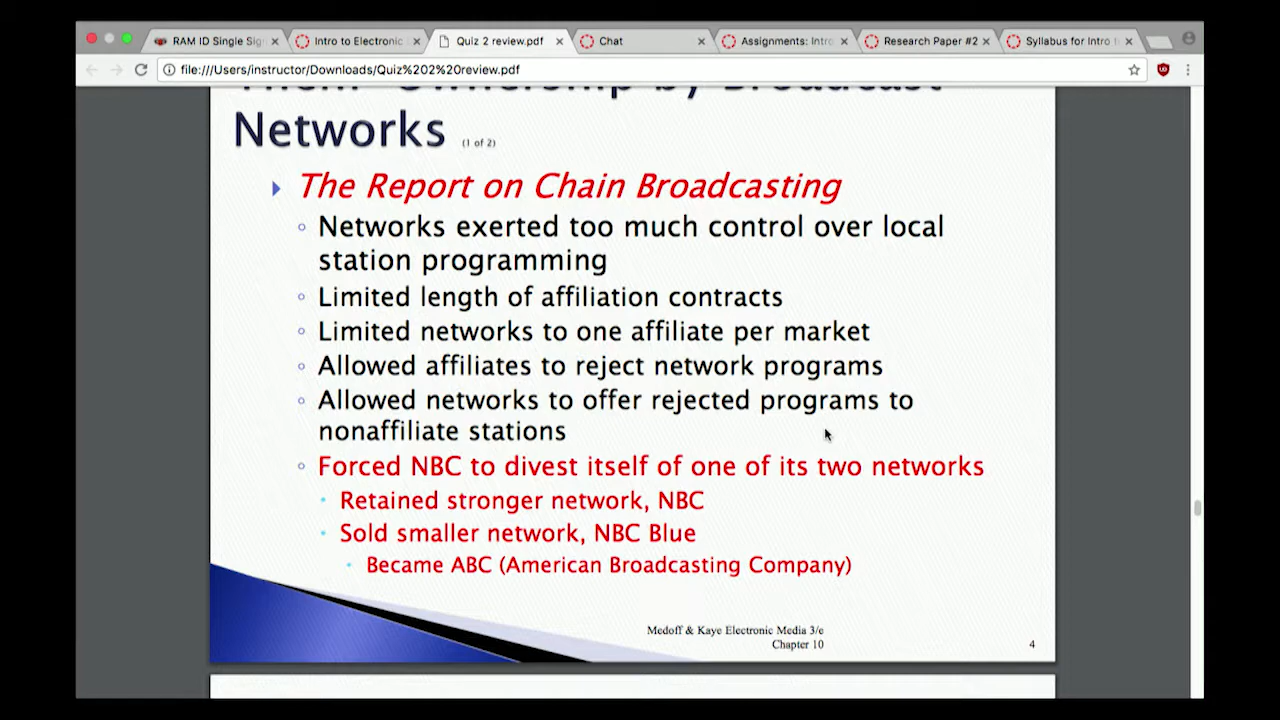 RAM ID Single Sig
Intro to Electronic
Quiz 2 review.pdf
Chat
Assignments: Intro
Research Paper #2
Syllabus for Intro t
file:///Users/instructor/Downloads/Quiz%202%20review.pdf
Ownership by Broadcast
Networks (1 of 2)
The Report on Chain Broadcasting
Networks exerted too much control over local
station programming
Limited length of affiliation contracts
Limited networks to one affiliate per market
Allowed affiliates to reject network programs
Allowed networks to offer rejected programs to
nonaffiliate stations
Forced NBC to divest itself of one of its two networks
Retained stronger network, NBC
Sold smaller network, NBC Blue
Became ABC (American Broadcasting Company)
Medoff & Kaye Electronic Media 3/e
Chapter 10
4